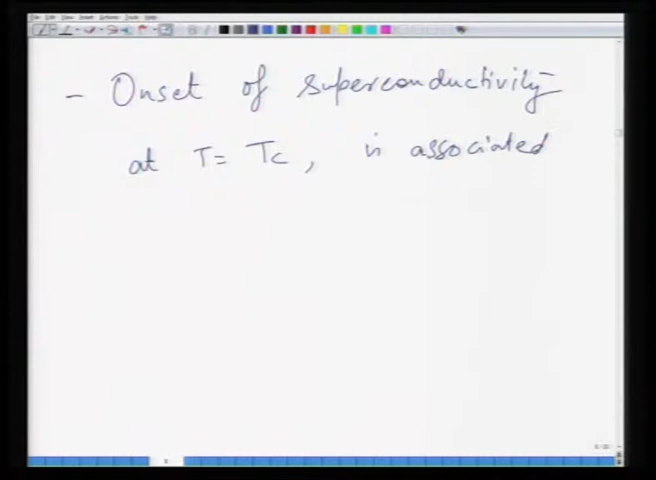 - Onset of superconductivity
at T = Tc, is associated